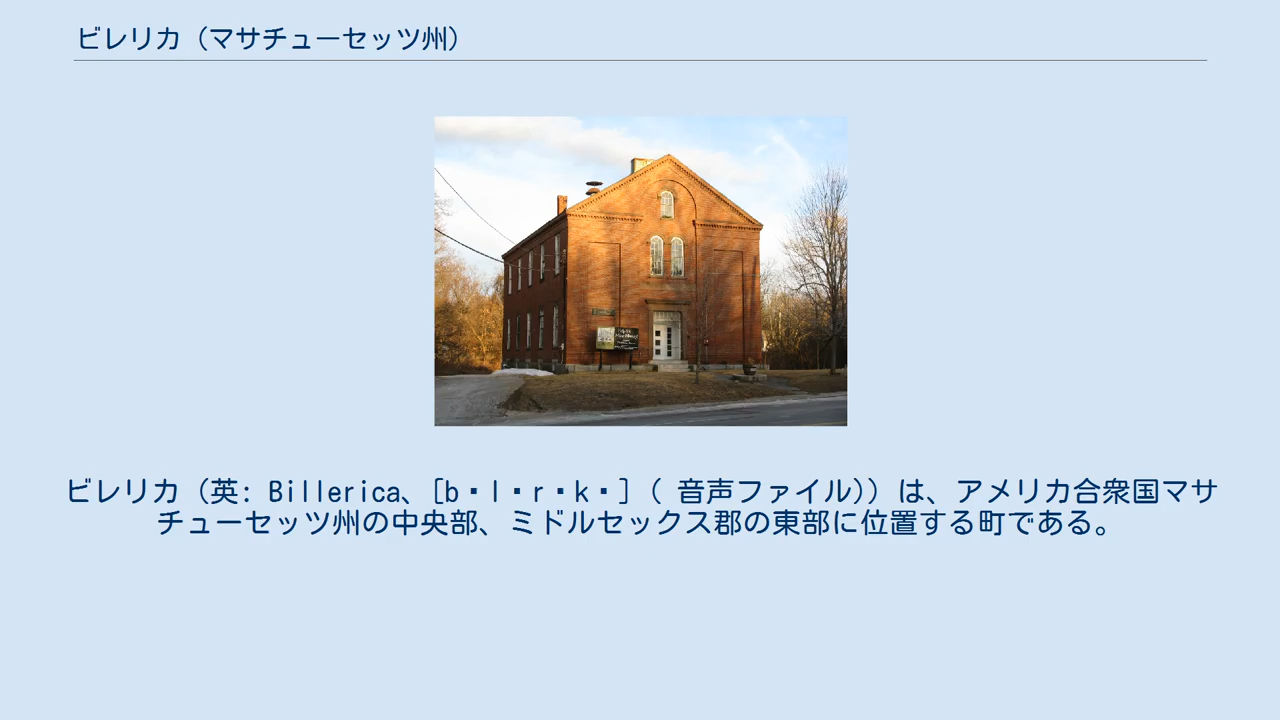 ビレリカ（マサチューセッツ州）
ビレリカ（英: Billerica、[b▪l▪r▪k▪]（ 音声ファイル)）は、アメリカ合衆国マサ
チューセッツ州の中央部、ミドルセックス郡の東部に位置する町である。